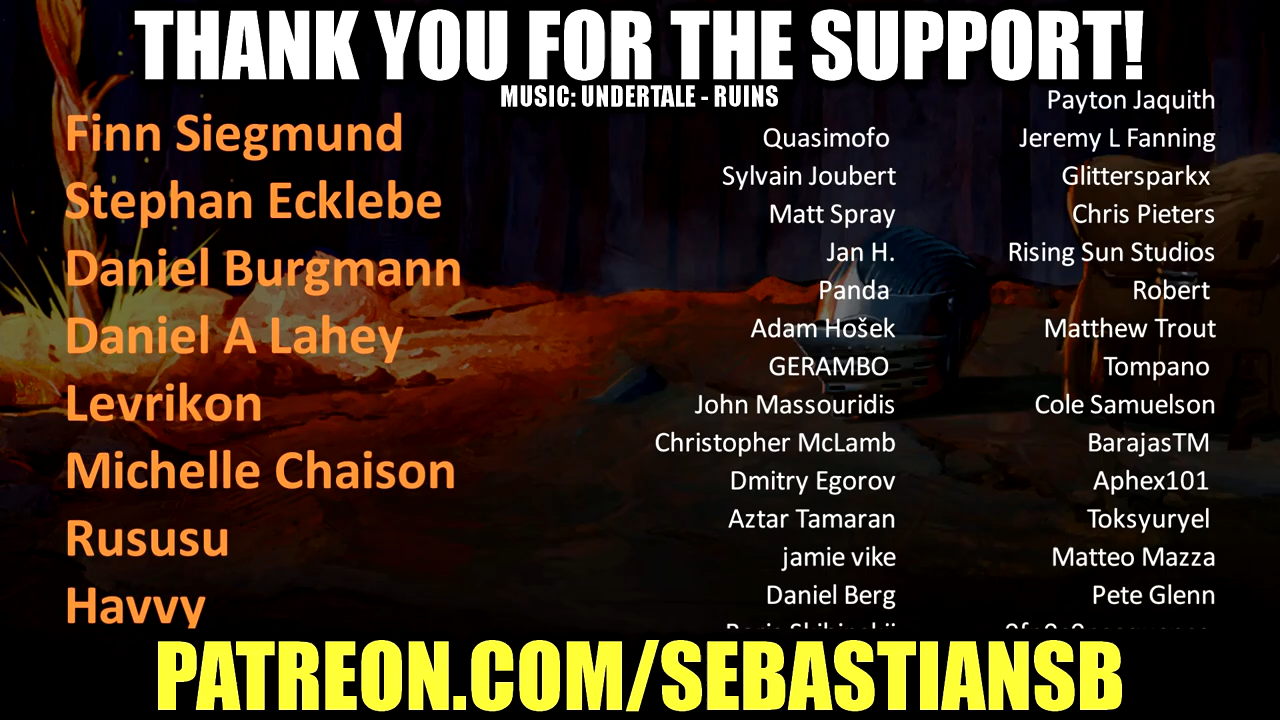 THANK YOU FOR THE SUPPORT!
MUSIC: UNDERTALE - RUINS
Finn Siegmund
Stephan Ecklebe
Daniel Burgmann
Daniel A Lahey
Levrikon
Michelle Chaison
Rususu
Havvy
Quasimofo
Sylvain Joubert
Matt Spray
Jan H.
Panda
Adam Hošek
GERAMBO
John Massouridis
Christopher McLamb
Dmitry Egorov
Aztar Tamaran
jamie vike
Daniel Berg
Payton Jaquith
Jeremy L Fanning
Glittersparkx
Chris Pieters
Rising Sun Studios
Robert
Matthew Trout
Tompano
Cole Samuelson
BarajasTM
Aphex101
Toksyuryel
Matteo Mazza
Pete Glenn
PATREON.COM/SEBASTIANSB